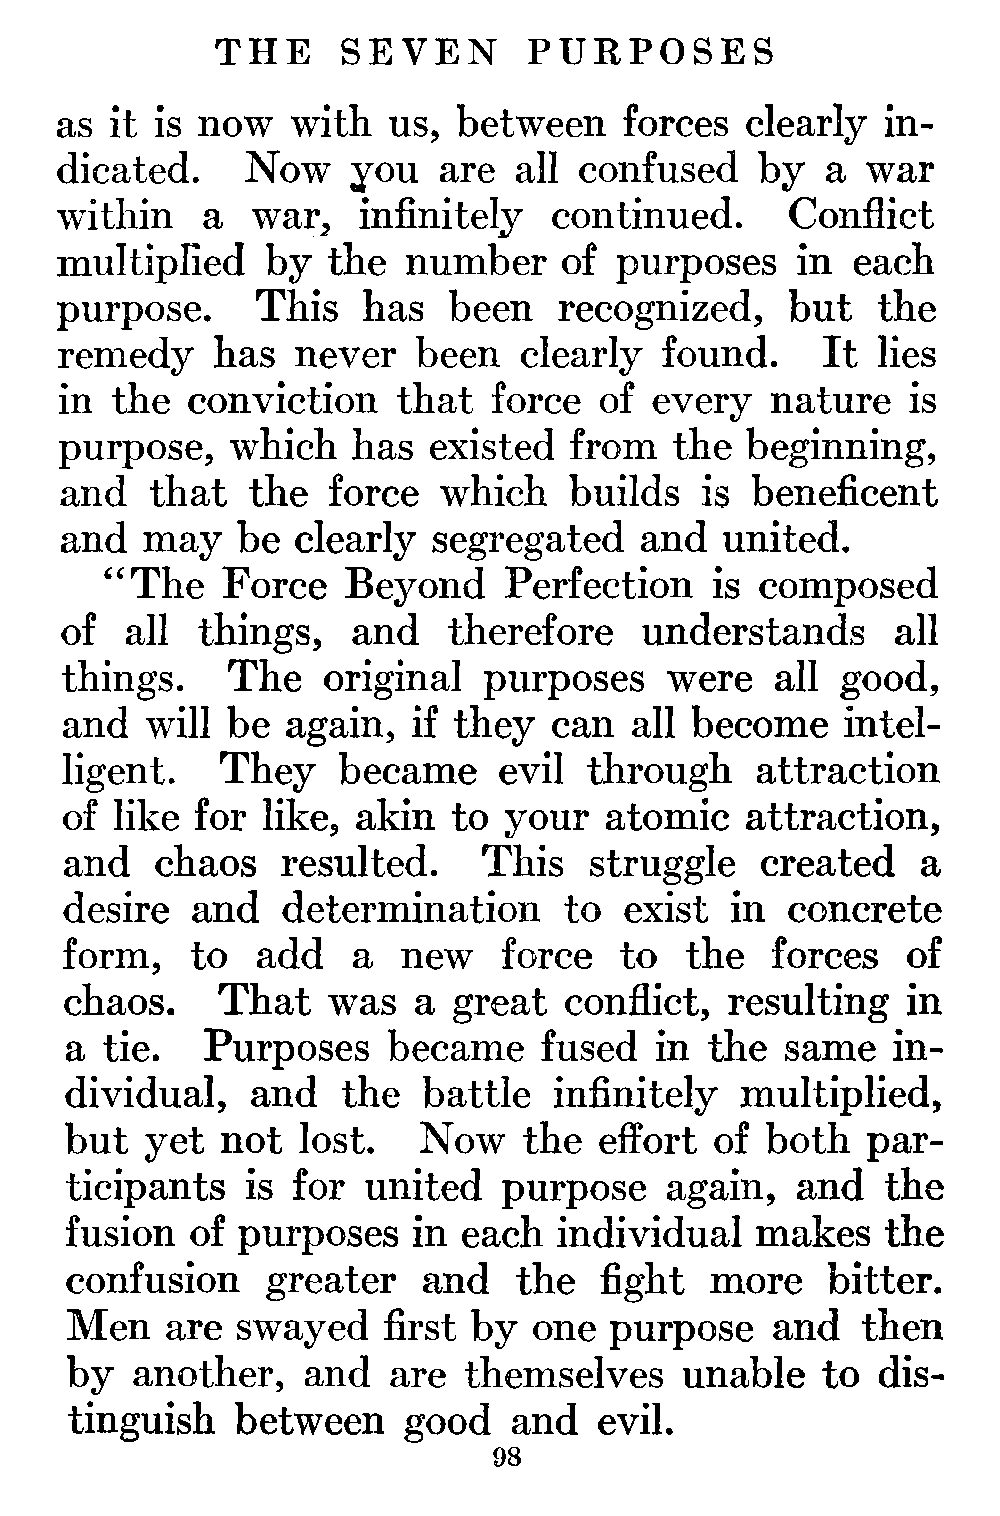 THE SEVEN PURPOSES
as it is now with us, between forces clearly in-
dicated. Now you are all confused by a war
within a war, infinitely continued. Conflict
multiplied by the number of purposes in each
purpose. This has been recognized, but the
remedy has never been clearly found. It lies
in the conviction that force of every nature is
purpose, which has existed from the beginning,
and that the force which builds is beneficent
and may be clearly segregated and united.
“The Force Beyond Perfection is composed
of all things, and therefore understands all
things. The original purposes were all good,
and will be again, if they can all become intel-
ligent. They became evil through attraction
of like for like, akin to your atomic attraction,
and chaos resulted. This struggle created a
desire and determination to exist in concrete
form, to add a new force to the forces of
chaos. That was a great conflict, resulting in
a tie. Purposes became fused in the same in-
dividual, and the battle infinitely multiplied,
but yet not lost. Now the effort of both par-
ticipants is for united purpose again, and the
fusion of purposes in each individual makes the
confusion greater and the fight more bitter.
Men are swayed first by one purpose and then
by another, and are themselves unable to dis-
tinguish between good and evil.
98